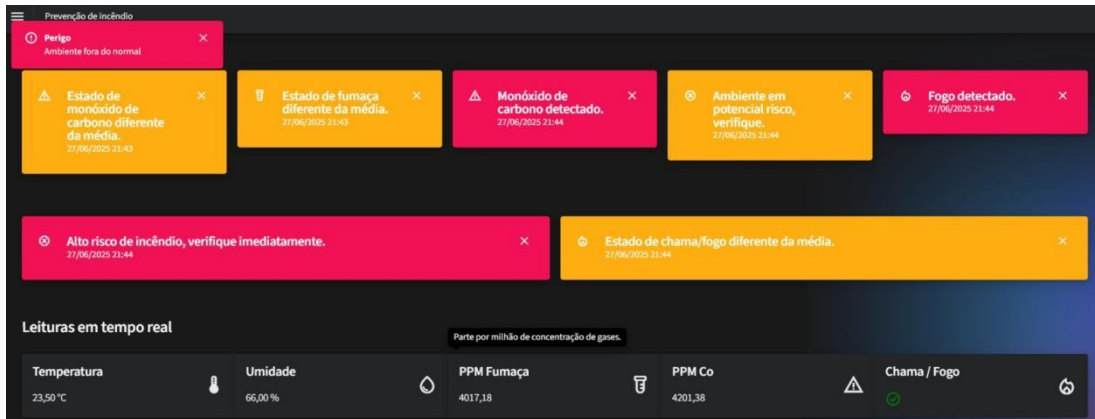 Prevenção de incêndio
Perigo
Ambiente fora do normal
Estado de
monóxido de
carbono diferente
da média.
27/06/2025 21:43
Estado de fumaça
diferente da média.
27/06/2025 21:43
Monóxido de
carbono detectado.
27/06/2025 21:44
Ambiente em
potencial risco,
verifique.
27/06/2025 21:44
Fogo detectado.
27/06/2025 21:44
Alto risco de incêndio, verifique imediatamente.
27/06/2025 21:44
Estado de chama/fogo diferente da média.
27/06/2025 21:44
Leituras em tempo real
Parte por milhão de concentração de gases.
Temperatura
23,50 °C
Umidade
66,00 %
PPM Fumaça
4017,18
PPM Co
4201,38
Chama / Fogo